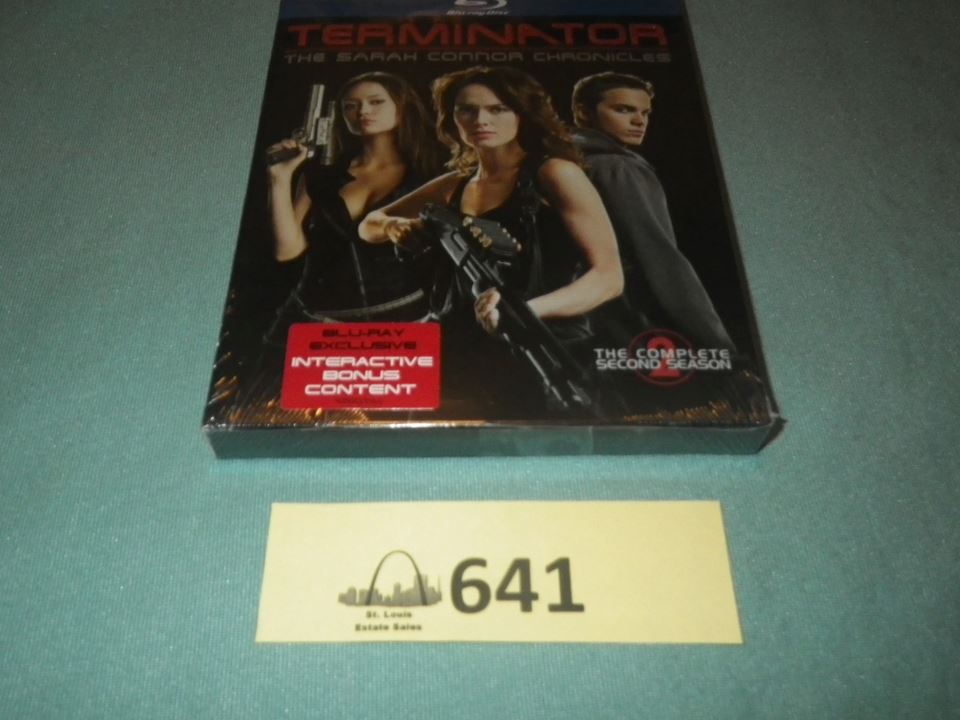 Blu-ray Disc
TERMINATOR
THE SARAH CONNOR CHRONICLES
BLU-RAY
EXCLUSIVE
INTERACTIVE
BONUS
CONTENT
2
THE COMPLETE
SECOND SEASON
641
St. Louis
Estate Sales